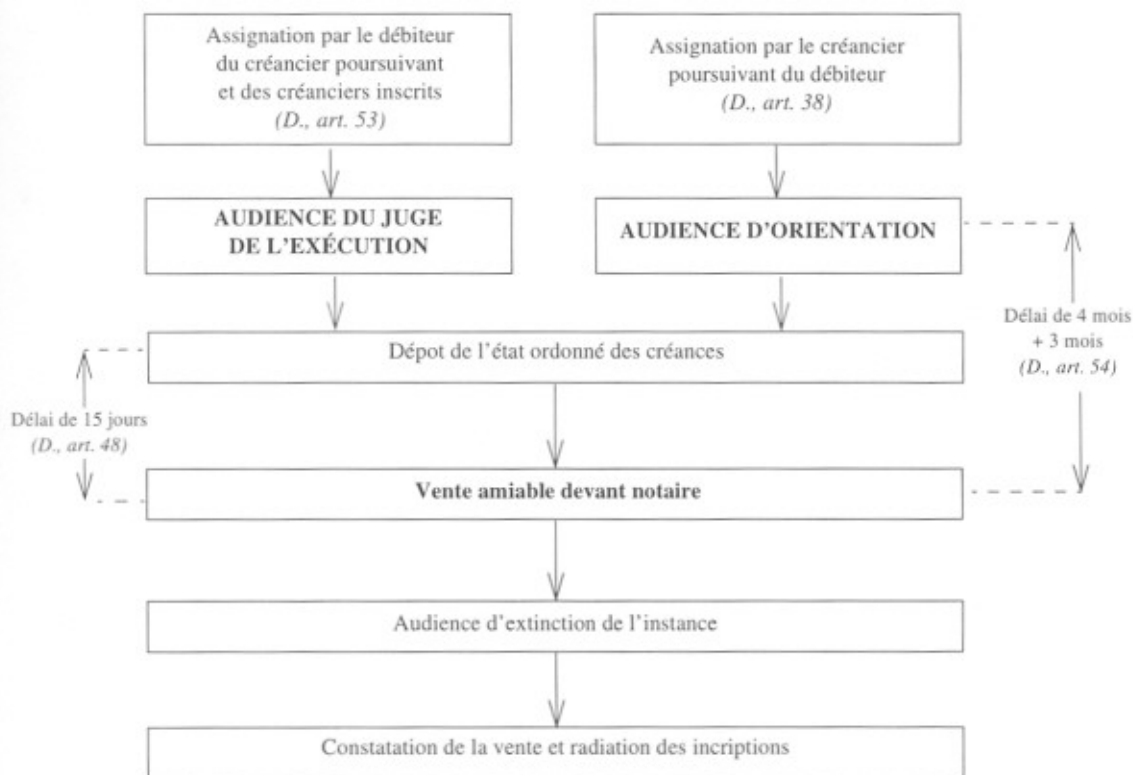 Assignation par le débiteur
du créancier poursuivant
et des créanciers inscrits
(D., art. 53)
Assignation par le créancier
poursuivant du débiteur
(D., art. 38)
AUDIENCE DU JUGE
DE L'EXÉCUTION
AUDIENCE D'ORIENTATION
Délai de 4 mois
+ 3 mois
(D., art. 54)
Dépot de l'état ordonné des créances
Délai de 15 jours
(D., art. 48)
Vente amiable devant notaire
Audience d'extinction de l'instance
Constatation de la vente et radiation des incriptions